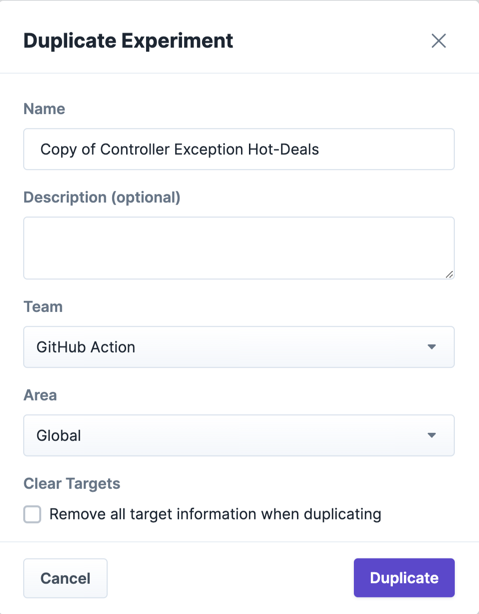 Duplicate Experiment
Name
Copy of Controller Exception Hot-Deals
Description (optional)
Team
GitHub Action
Area
Global
Clear Targets
Remove all target information when duplicating
Cancel
Duplicate